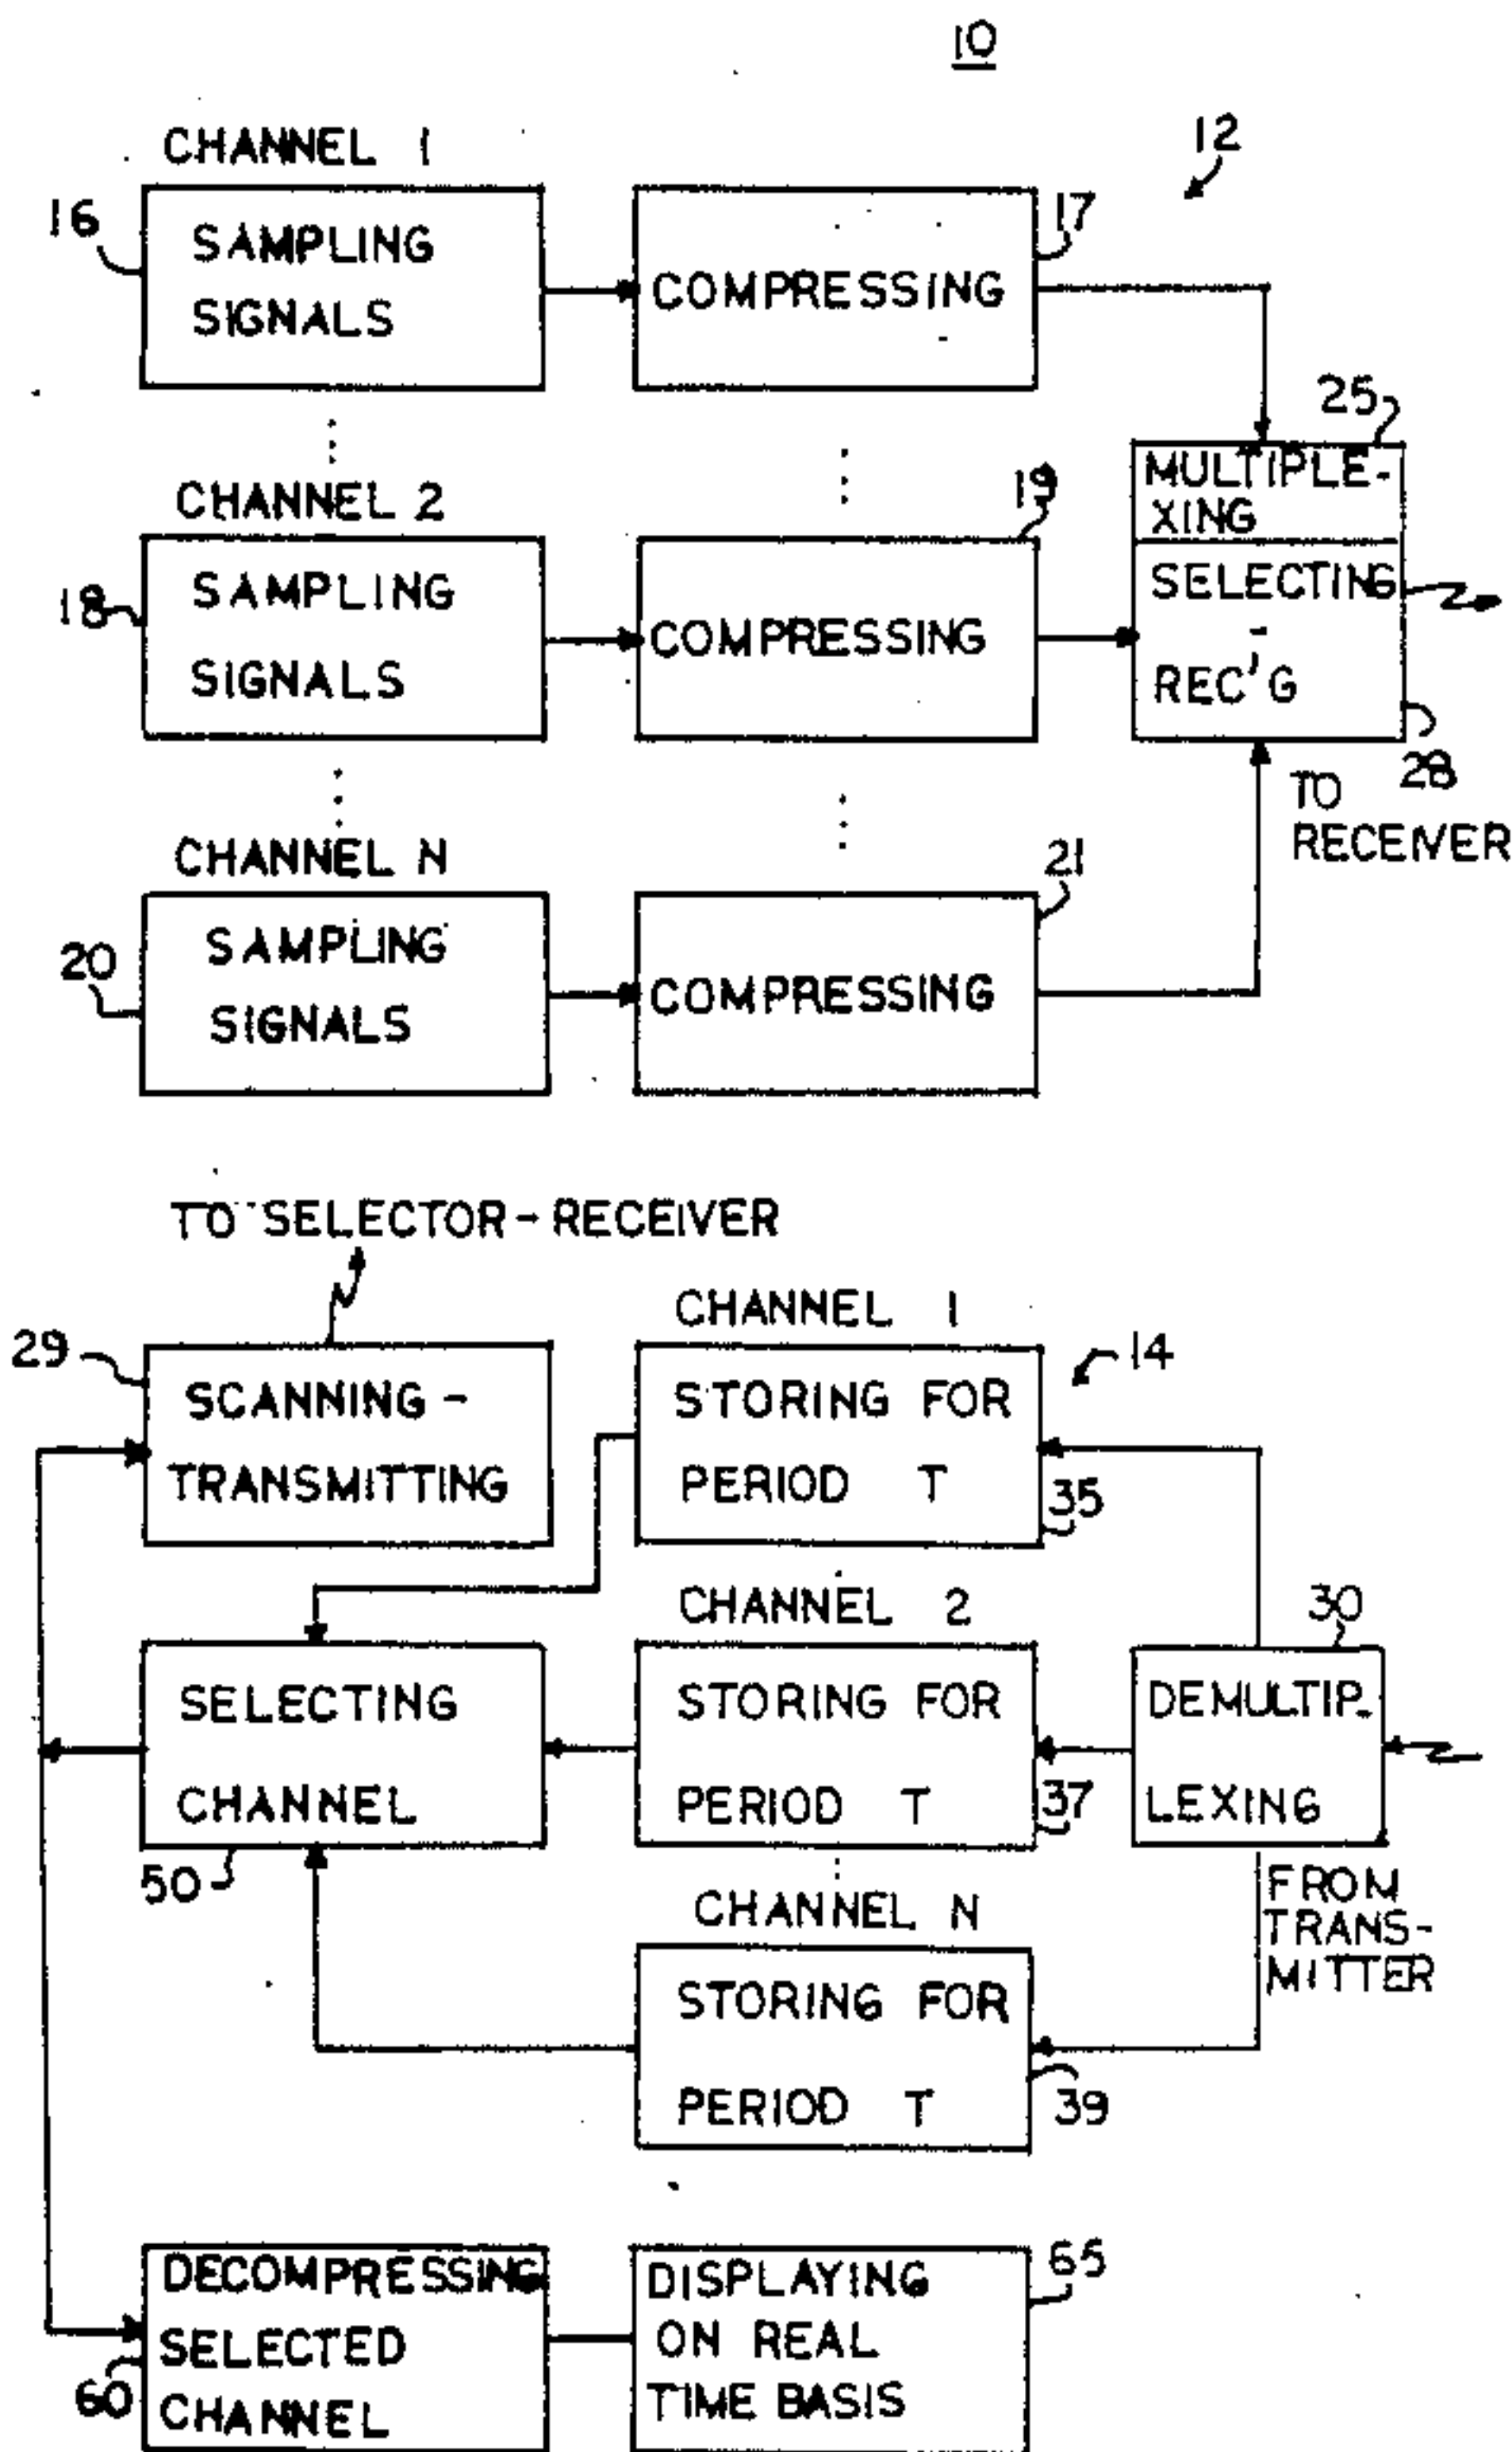 10
12
CHANNEL 1
16
SAMPLING
SIGNALS
17
COMPRESSING
25
MULTIPLE-
XING
CHANNEL 2
18
SAMPLING
SIGNALS
19
COMPRESSING
SELECTING
-
REC'G
28
TO
RECEIVER
CHANNEL N
20
SAMPLING
SIGNALS
21
COMPRESSING
TO SELECTOR-RECEIVER
29
SCANNING-
TRANSMITTING
CHANNEL 1
14
STORING FOR
PERIOD T
35
CHANNEL 2
30
SELECTING
CHANNEL
50
STORING FOR
PERIOD T
37
DEMULTIP-
LEXING
FROM
TRANS-
MITTER
CHANNEL N
STORING FOR
PERIOD T
39
DECOMPRESSING
SELECTED
CHANNEL
60
DISPLAYING
ON REAL
TIME BASIS
65